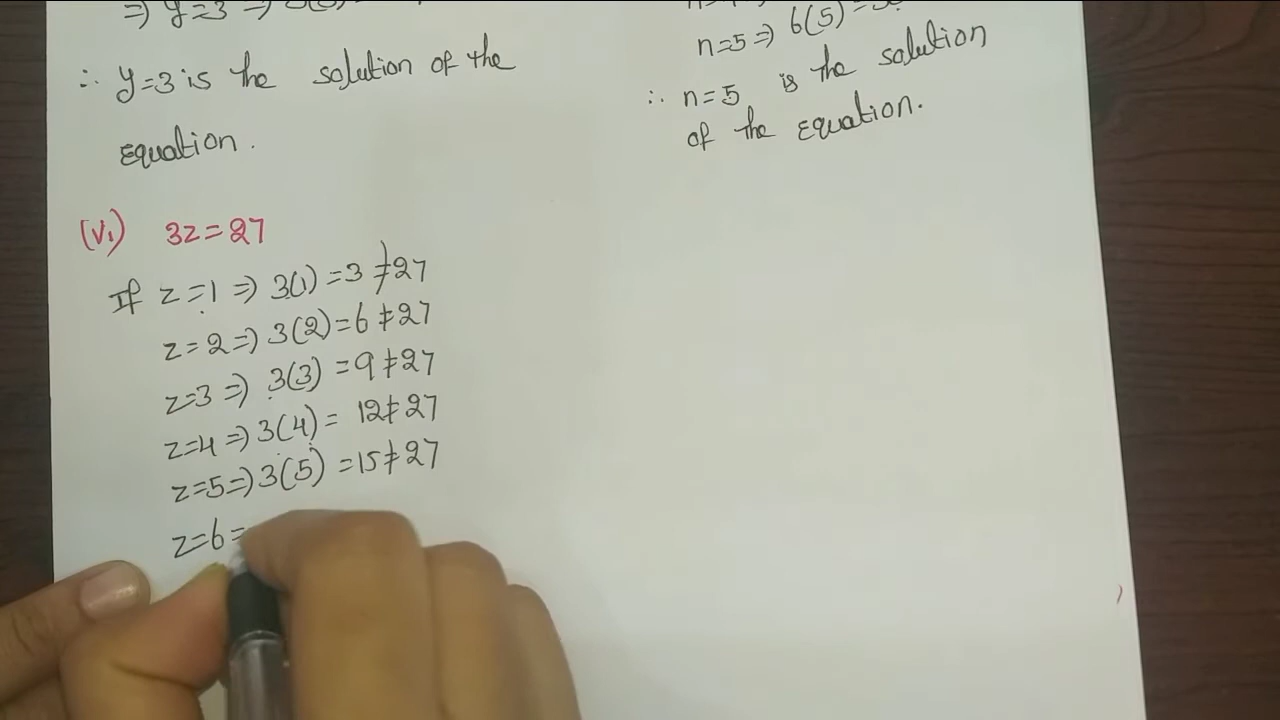 ⇒ y=3 ⇒
∴ y=3 is the solution of the
equation.
n=5 ⇒ 6(5)=
∴ n=5 is the solution
of the equation.
(vi) 3z=27
If z=1 ⇒ 3(1)=3≠27
z=2 ⇒ 3(2)=6≠27
z=3 ⇒ 3(3)=9≠27
z=4 ⇒ 3(4)=12≠27
z=5 ⇒ 3(5)=15≠27
z=6=